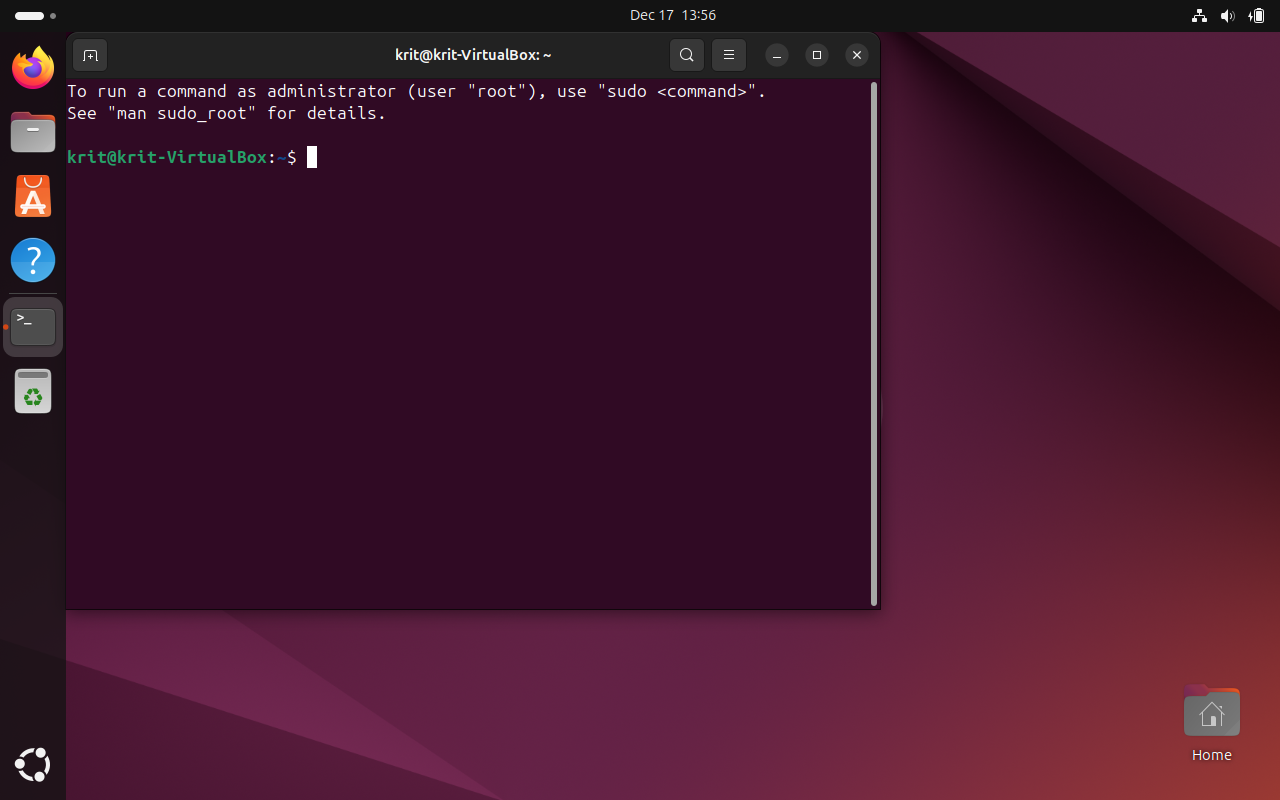 Dec 17 13:56
krit@krit-VirtualBox: ~
To run a command as administrator (user "root"), use "sudo <command>".
See "man sudo_root" for details.
krit@krit-VirtualBox:~$
Home